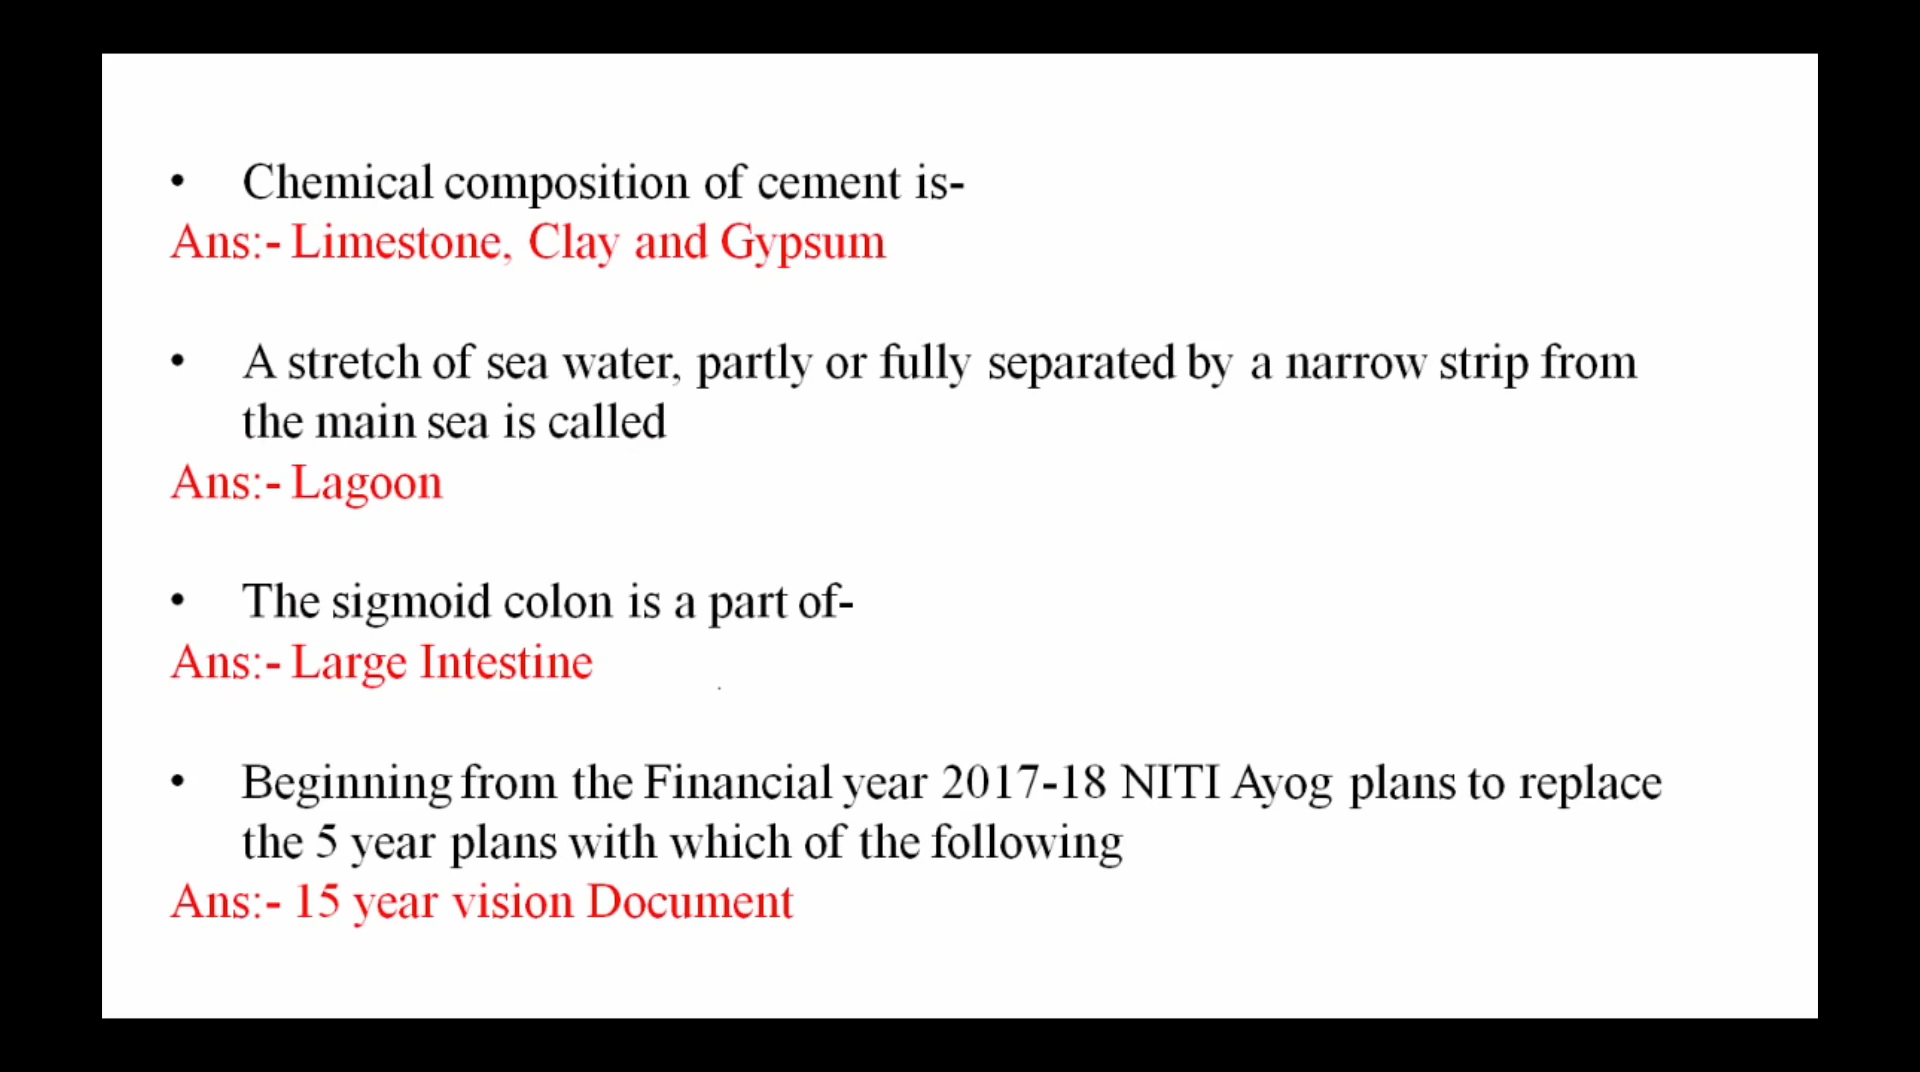 • Chemical composition of cement is-
Ans:- Limestone, Clay and Gypsum
• A stretch of sea water, partly or fully separated by a narrow strip from
the main sea is called
Ans:- Lagoon
• The sigmoid colon is a part of-
Ans:- Large Intestine
• Beginning from the Financial year 2017-18 NITI Ayog plans to replace
the 5 year plans with which of the following
Ans:- 15 year vision Document